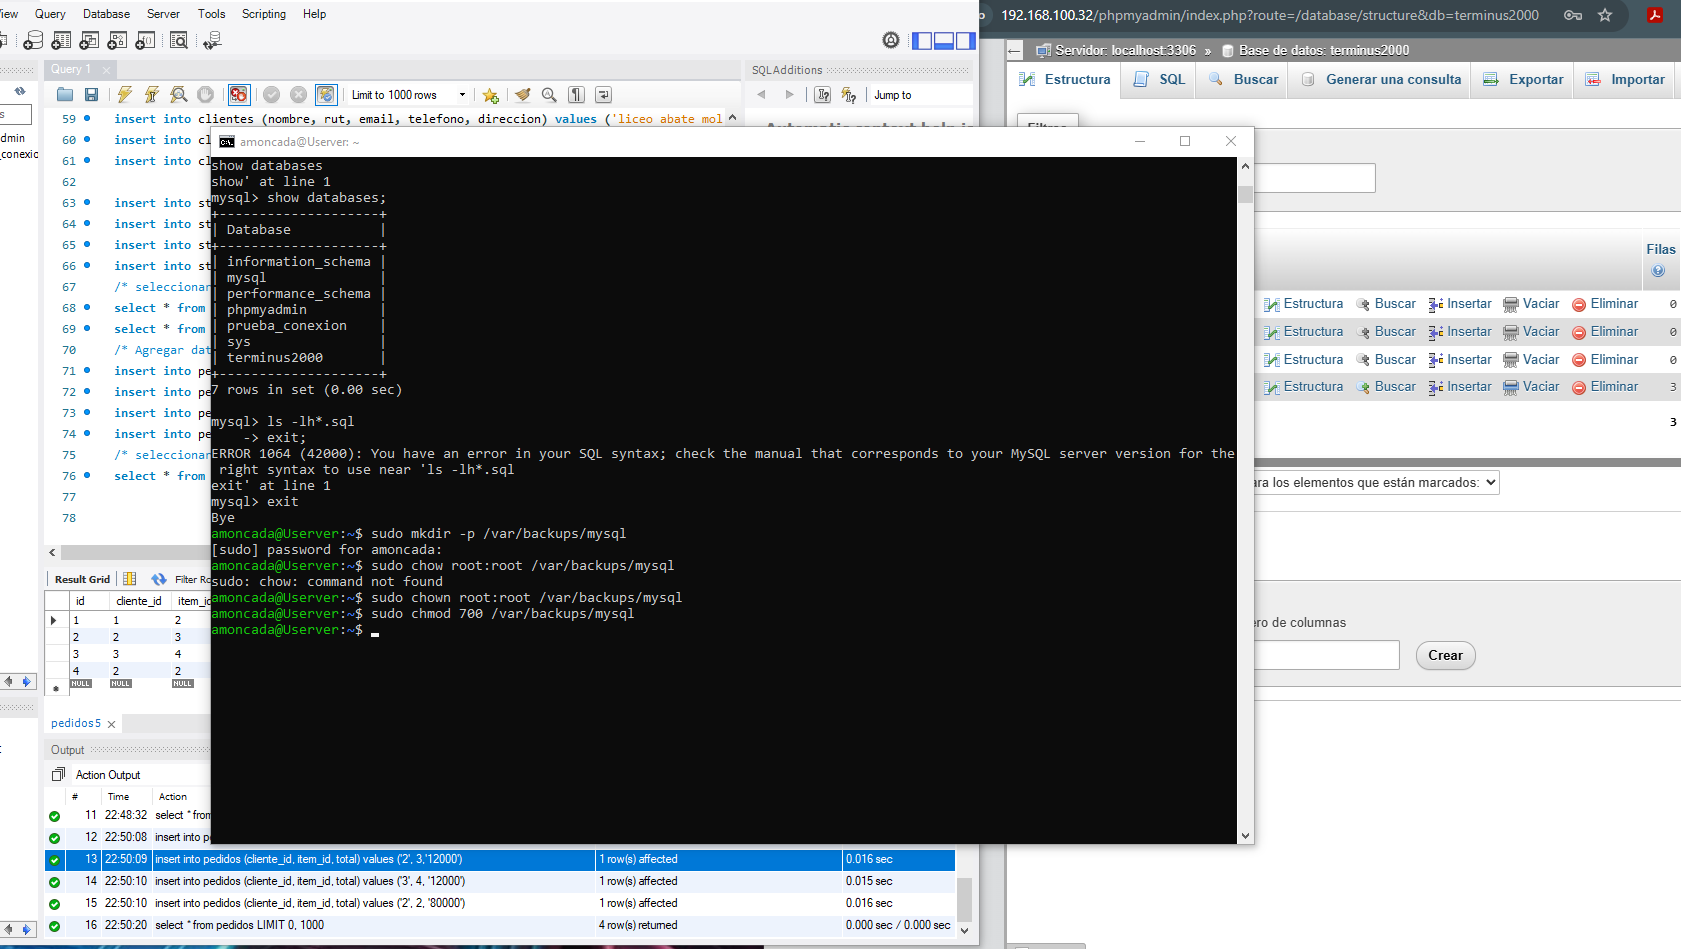 Query Database Server Tools Scripting Help
192.168.100.32/phpmyadmin/index.php?route=/database/structure&db=terminus2000
Servidor: localhost:3306 » Base de datos: terminus2000
Estructura SQL Buscar Generar una consulta Exportar Importar
Query 1
SQLAdditions
Limit to 1000 rows
Jump to
59 insert into clientes (nombre, rut, email, telefono, direccion) values ('liceo abate mol
60 insert into cl
61 insert into cl
62
63 insert into st
64 insert into st
65 insert into st
66 insert into st
67 /* seleccionar
68 select * from
69 select * from
70 /* Agregar dat
71 insert into pe
72 insert into pe
73 insert into pe
74 insert into pe
75 /* seleccionar
76 select * from
77
78
dmin
_conexio
amoncada@Userver: ~
show databases
show' at line 1
mysql> show databases;
+--------------------+
| Database |
+--------------------+
| information_schema |
| mysql |
| performance_schema |
| phpmyadmin |
| prueba_conexion |
| sys |
| terminus2000 |
+--------------------+
7 rows in set (0.00 sec)
mysql> ls -lh*.sql
-> exit;
ERROR 1064 (42000): You have an error in your SQL syntax; check the manual that corresponds to your MySQL server version for the
right syntax to use near 'ls -lh*.sql
exit' at line 1
mysql> exit
Bye
amoncada@Userver:~$ sudo mkdir -p /var/backups/mysql
[sudo] password for amoncada:
amoncada@Userver:~$ sudo chow root:root /var/backups/mysql
sudo: chow: command not found
amoncada@Userver:~$ sudo chown root:root /var/backups/mysql
amoncada@Userver:~$ sudo chmod 700 /var/backups/mysql
amoncada@Userver:~$
Filas
Estructura Buscar Insertar Vaciar Eliminar 0
Estructura Buscar Insertar Vaciar Eliminar 0
Estructura Buscar Insertar Vaciar Eliminar 0
Estructura Buscar Insertar Vaciar Eliminar 3
3
ara los elementos que están marcados:
ero de columnas
Crear
Result Grid Filter Ro
id cliente_id item_id
1 1 2
2 2 3
3 3 4
4 2 2
NULL NULL NULL
pedidos5
Output
Action Output
# Time Action
11 22:48:32 select * from
12 22:50:08 insert into p
13 22:50:09 insert into pedidos (cliente_id, item_id, total) values ('2', 3,'12000') 1 row(s) affected 0.016 sec
14 22:50:10 insert into pedidos (cliente_id, item_id, total) values ('3', 4, '12000') 1 row(s) affected 0.015 sec
15 22:50:10 insert into pedidos (cliente_id, item_id, total) values ('2', 2, '80000') 1 row(s) affected 0.016 sec
16 22:50:20 select * from pedidos LIMIT 0, 1000 4 row(s) returned 0.000 sec / 0.000 sec